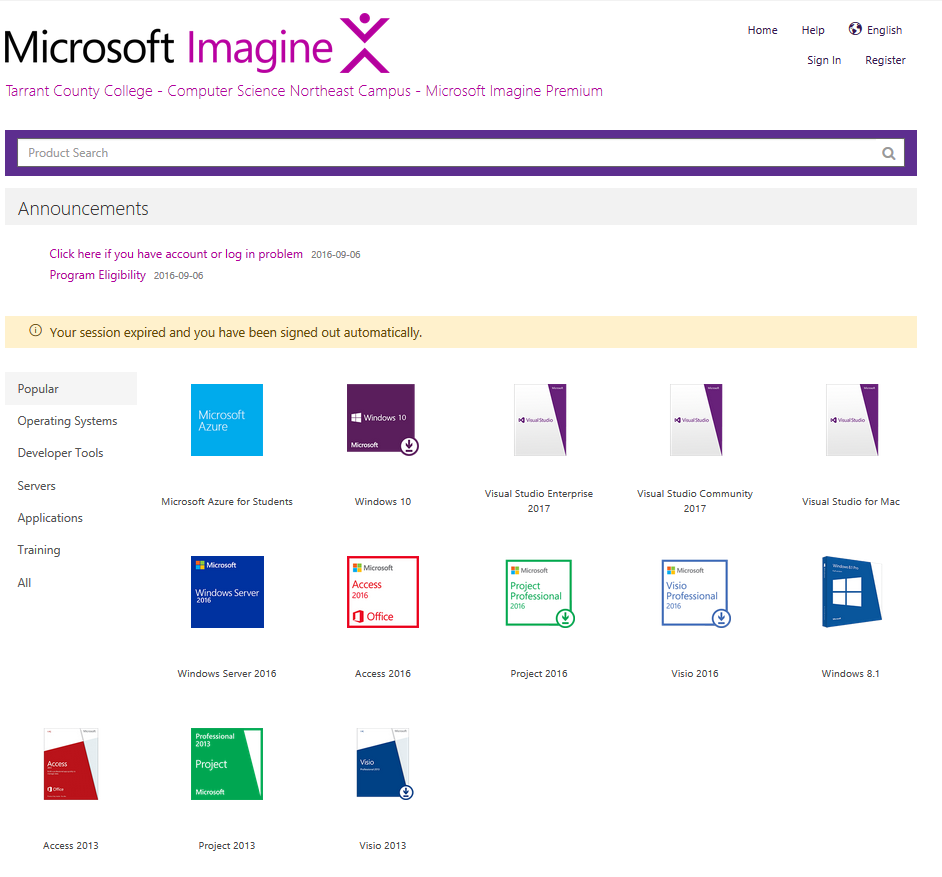 Microsoft Imagine
Home Help English
Sign In Register
Tarrant County College - Computer Science Northeast Campus - Microsoft Imagine Premium
Product Search
Announcements
Click here if you have account or log in problem 2016-09-06
Program Eligibility 2016-09-06
Your session expired and you have been signed out automatically.
Popular
Operating Systems
Developer Tools
Servers
Applications
Training
All
Microsoft
Azure
Microsoft Azure for Students
Windows 10
Microsoft
Windows 10
Visual Studio
Visual Studio Enterprise
2017
Visual Studio
Visual Studio Community
2017
Visual Studio
Visual Studio for Mac
Microsoft
Windows Server
2016
Windows Server 2016
Microsoft
Access
2016
Office
Access 2016
Microsoft
Project
Professional
2016
Project 2016
Microsoft
Visio
Professional
2016
Visio 2016
Windows 8.1 Pro
Windows 8.1
Access
Office
Access 2013
Professional
2013
Project
Microsoft
Project 2013
Visio
Visio 2013